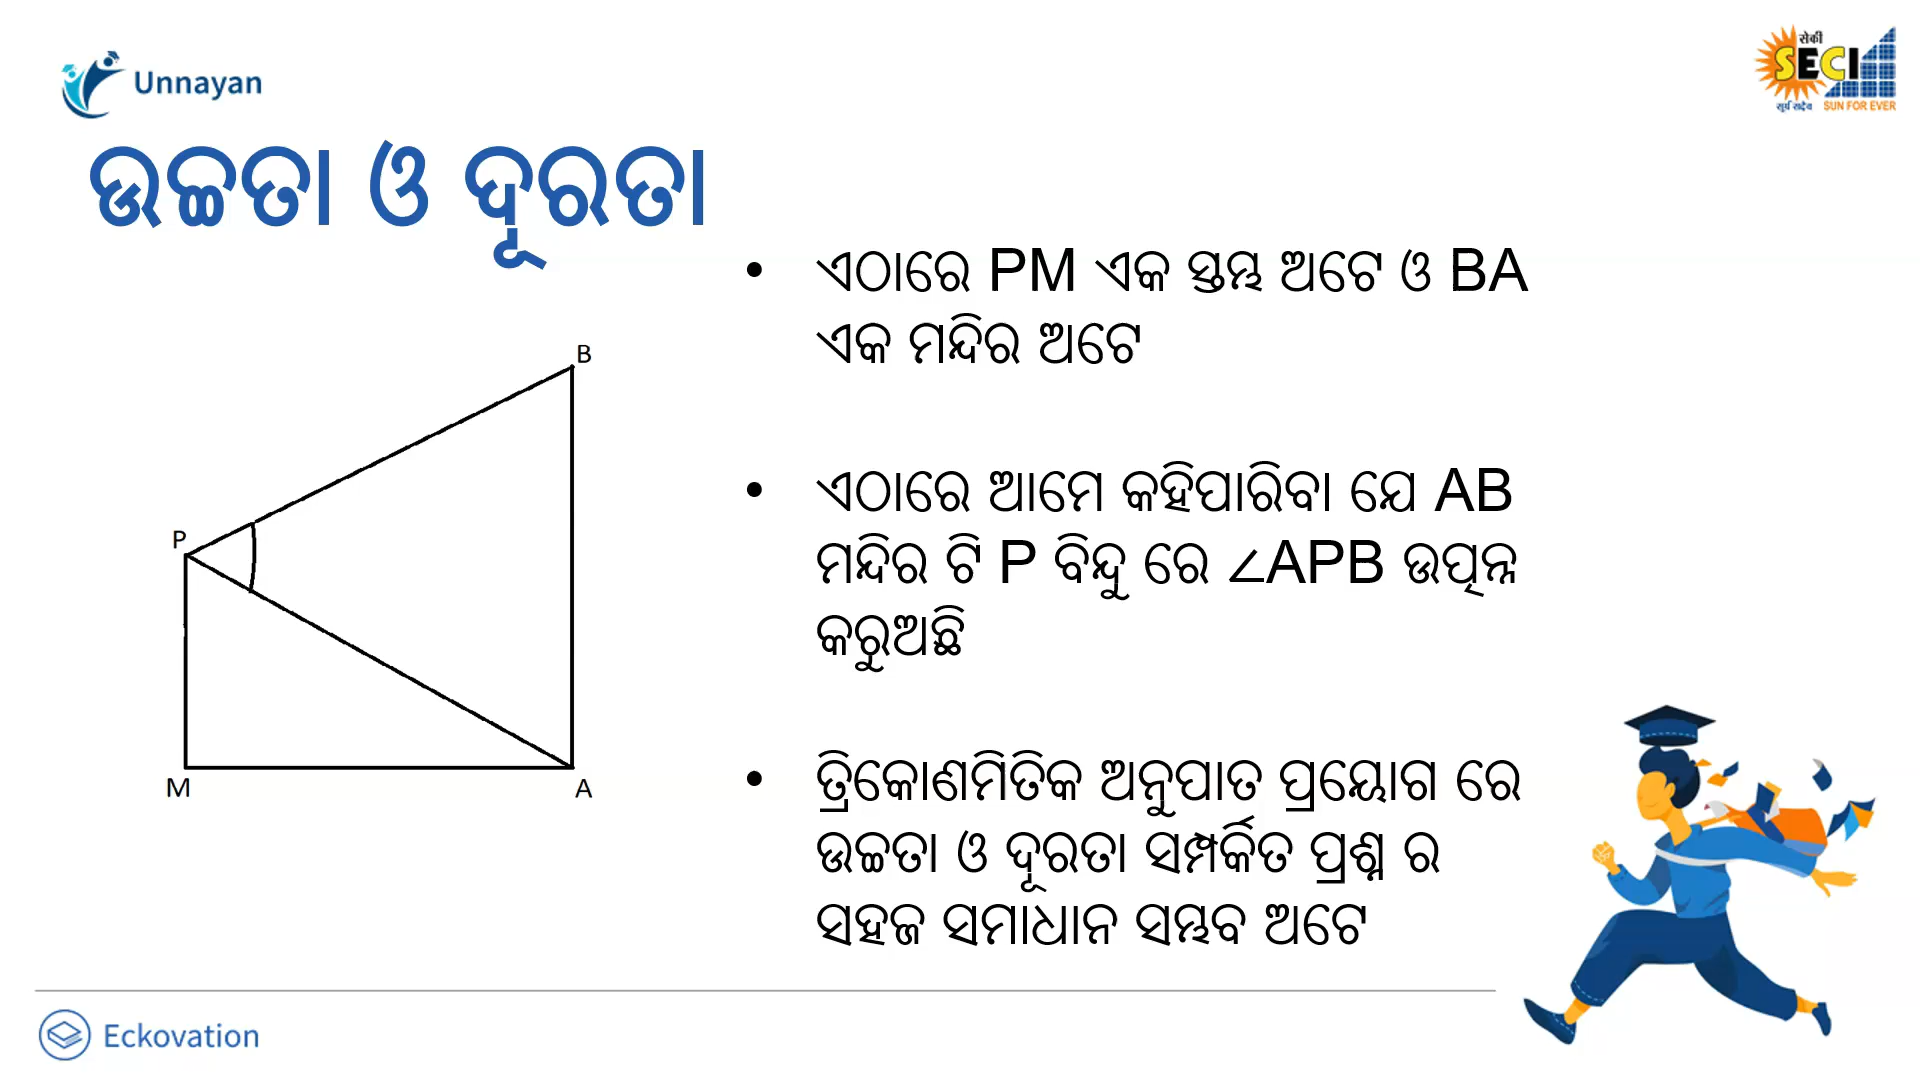 Unnayan
सेकी
SECI
सूर्य सदैव SUN FOR EVER
ଉଚ୍ଚତା ଓ ଦୂରତା
• ଏଠାରେ PM ଏକ ସ୍ତମ୍ଭ ଅଟେ ଓ BA
ଏକ ମନ୍ଦିର ଅଟେ
• ଏଠାରେ ଆମେ କହିପାରିବା ଯେ AB
ମନ୍ଦିର ଟି P ବିନ୍ଦୁ ରେ ∠APB ଉତ୍ପନ୍ନ
କରୁଅଛି
• ତ୍ରିକୋଣମିତିକ ଅନୁପାତ ପ୍ରୟୋଗ ରେ
ଉଚ୍ଚତା ଓ ଦୂରତା ସମ୍ପର୍କିତ ପ୍ରଶ୍ନ ର
ସହଜ ସମାଧାନ ସମ୍ଭବ ଅଟେ
B
P
M
A
Eckovation